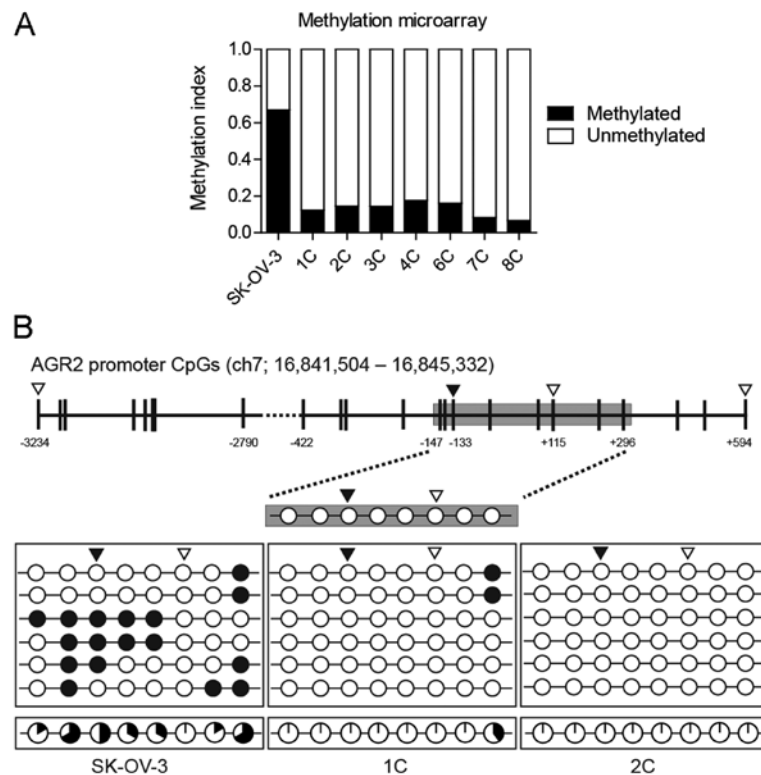 A
Methylation microarray
Methylation index
1.0
0.8
0.6
0.4
0.2
0.0
SK-OV-3 1C 2C 3C 4C 6C 7C 8C
Methylated
Unmethylated
B
AGR2 promoter CpGs (ch7; 16,841,504 – 16,845,332)
-3234 -2790 -422 -147 -133 +115 +296 +594
SK-OV-3 1C 2C